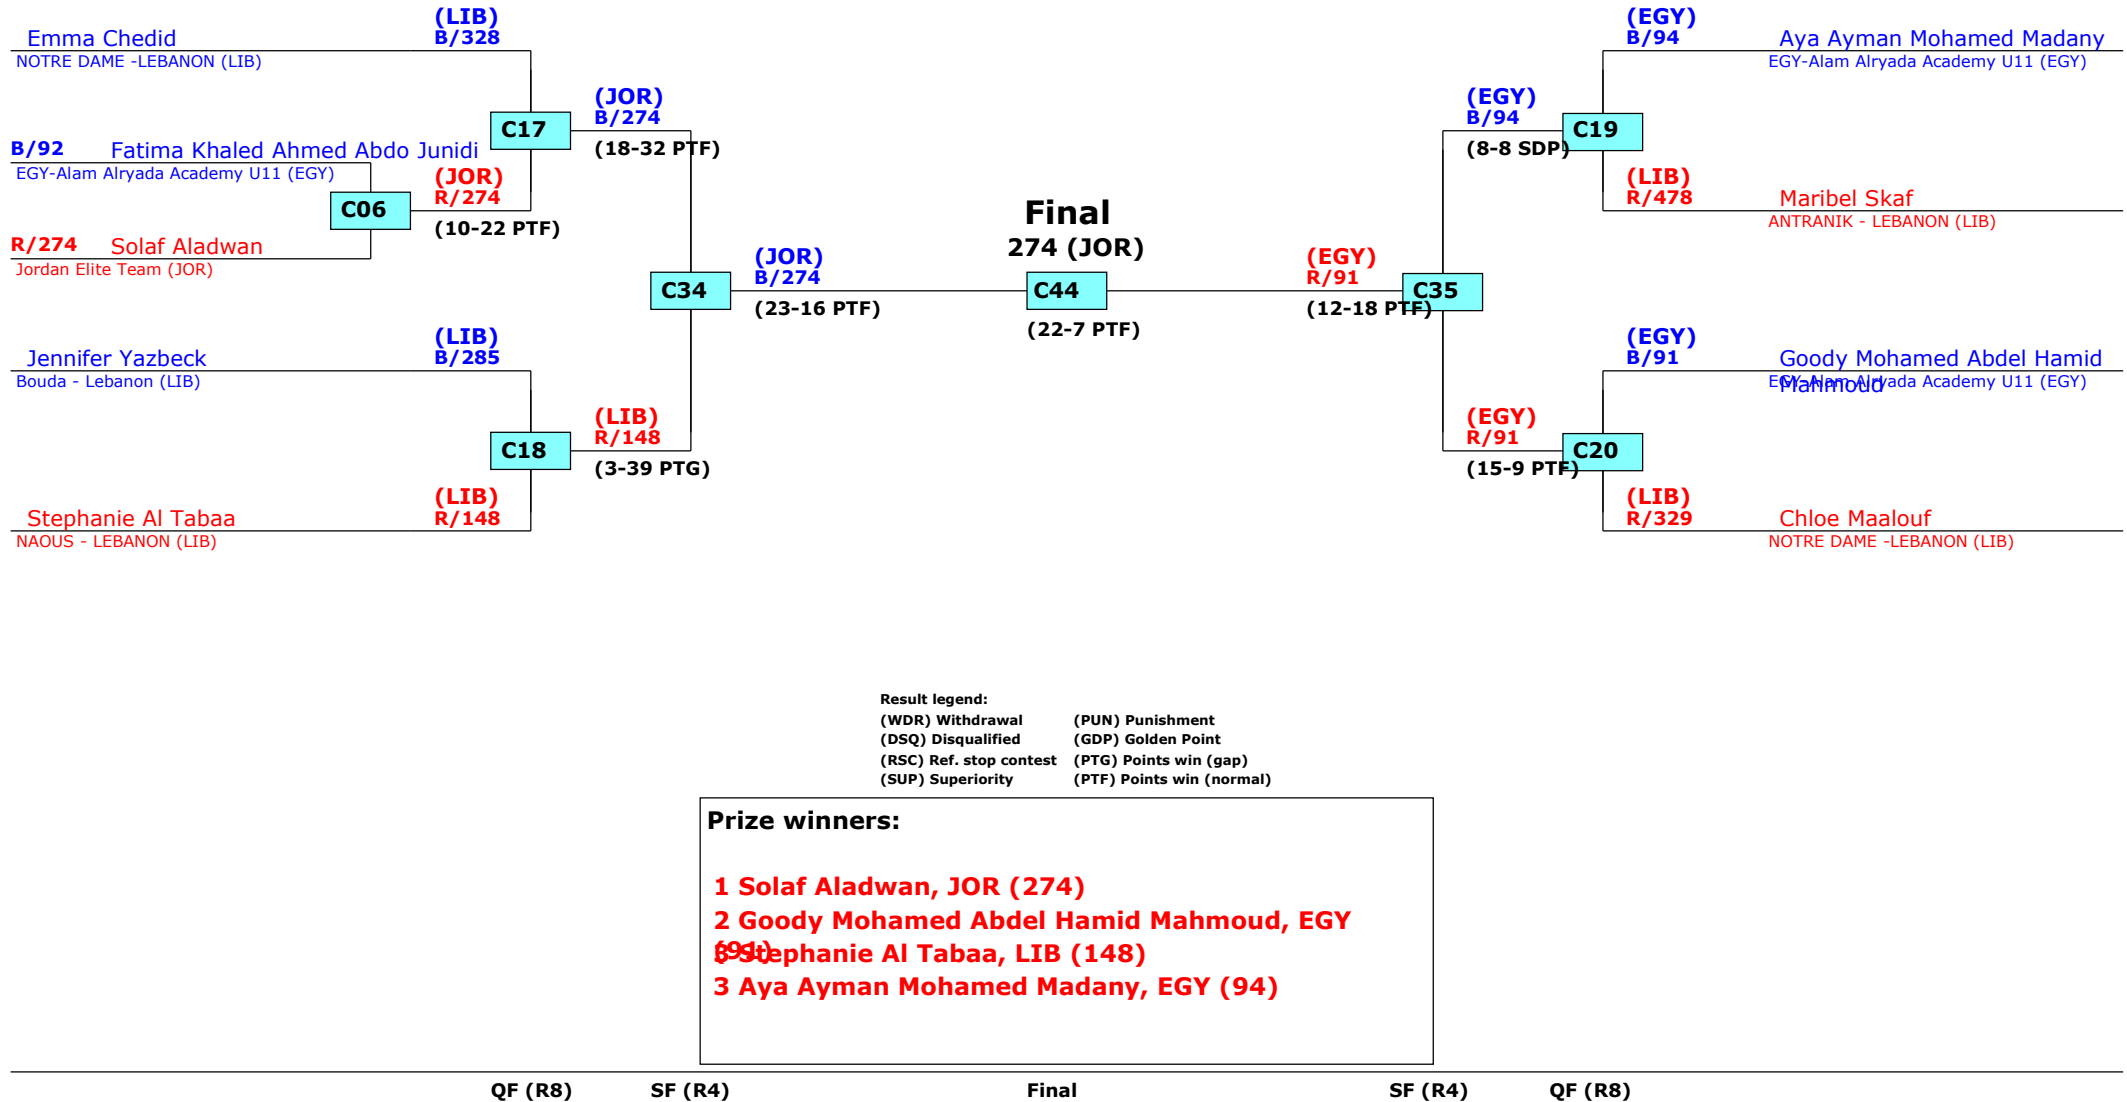 (LIB)
B/328
Emma Chedid
NOTRE DAME -LEBANON (LIB)
C17
(JOR)
B/274
(18-32 PTF)
B/92 Fatima Khaled Ahmed Abdo Junidi
EGY-Alam Alryada Academy U11 (EGY)
C06
(JOR)
R/274
(10-22 PTF)
R/274 Solaf Aladwan
Jordan Elite Team (JOR)
C34
(JOR)
B/274
(23-16 PTF)
(LIB)
B/285
Jennifer Yazbeck
Bouda - Lebanon (LIB)
C18
(LIB)
R/148
(3-39 PTG)
(LIB)
R/148
Stephanie Al Tabaa
NAOUS - LEBANON (LIB)
Final
274 (JOR)
C44
(22-7 PTF)
(EGY)
R/91
(12-18 PTF)
C35
(EGY)
B/94
(8-8 SDP)
C19
(EGY)
B/94
Aya Ayman Mohamed Madany
EGY-Alam Alryada Academy U11 (EGY)
(LIB)
R/478
Maribel Skaf
ANTRANIK - LEBANON (LIB)
(EGY)
B/91
Goody Mohamed Abdel Hamid
Mahmoud
EGY-Alam Alryada Academy U11 (EGY)
(EGY)
R/91
(15-9 PTF)
C20
(LIB)
R/329
Chloe Maalouf
NOTRE DAME -LEBANON (LIB)
Result legend:
(WDR) Withdrawal (PUN) Punishment
(DSQ) Disqualified (GDP) Golden Point
(RSC) Ref. stop contest (PTG) Points win (gap)
(SUP) Superiority (PTF) Points win (normal)
Prize winners:
1 Solaf Aladwan, JOR (274)
2 Goody Mohamed Abdel Hamid Mahmoud, EGY
(91)
3 Stephanie Al Tabaa, LIB (148)
3 Aya Ayman Mohamed Madany, EGY (94)
QF (R8) SF (R4) Final SF (R4) QF (R8)